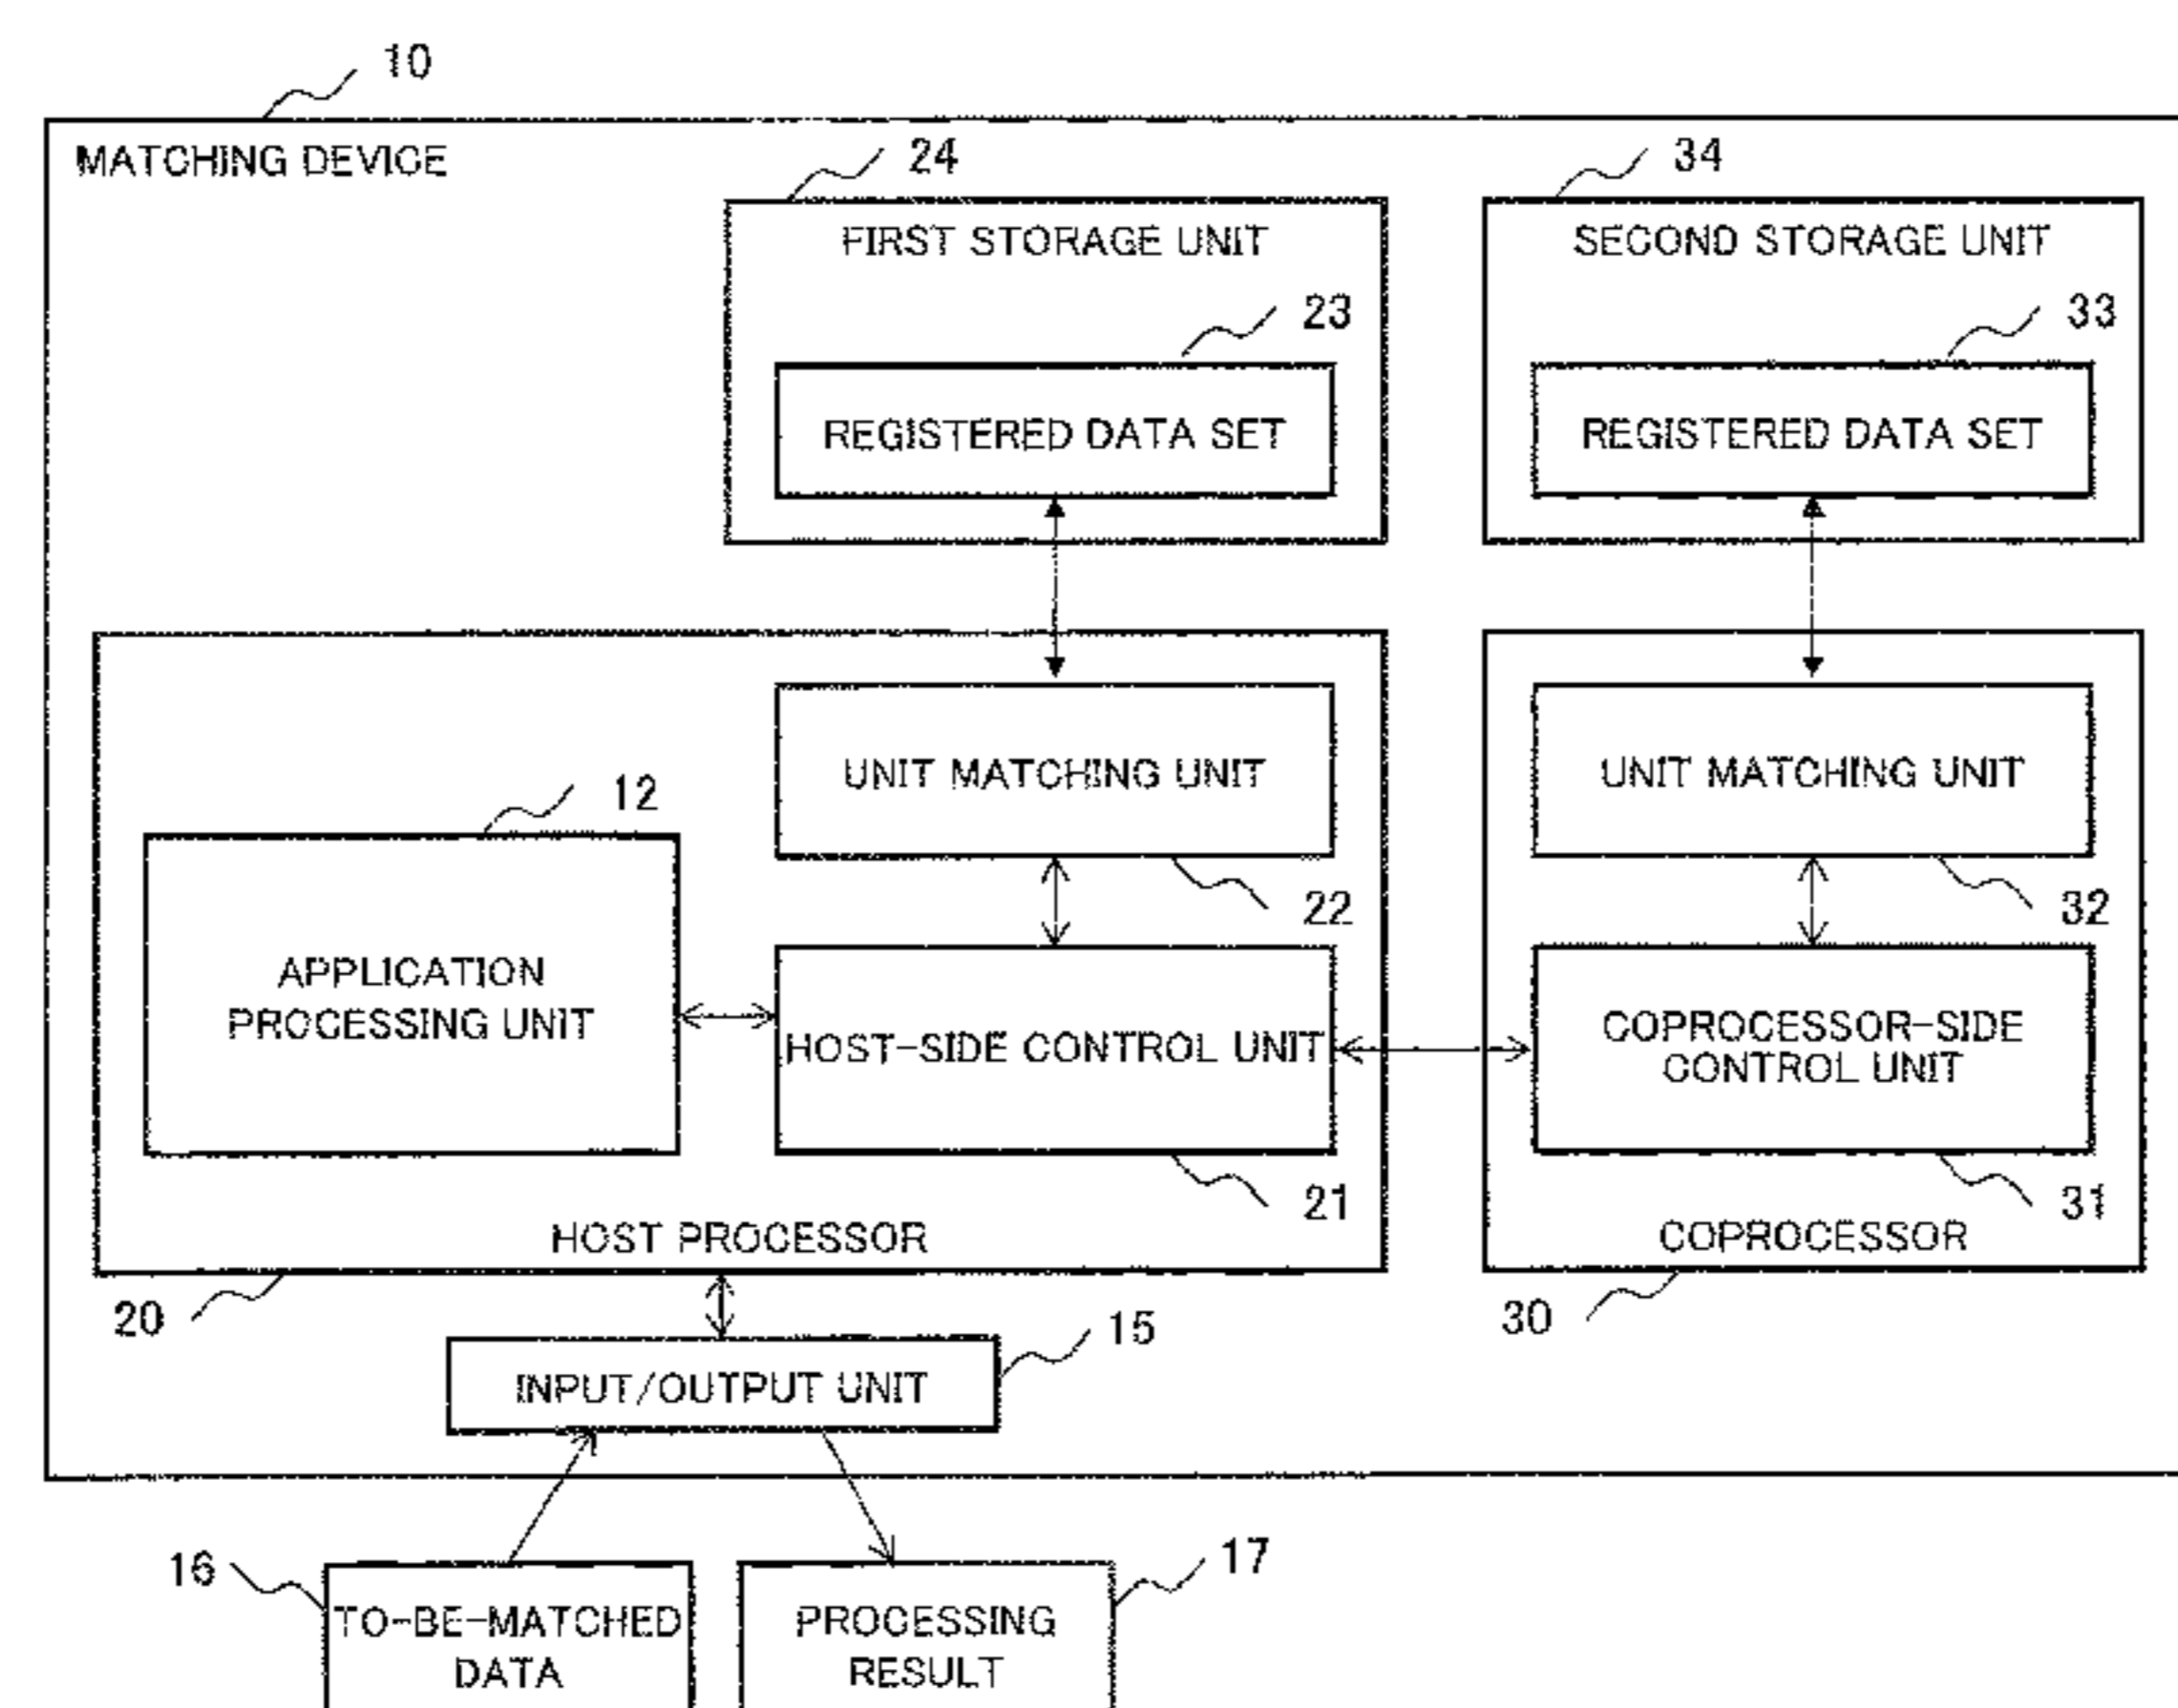 10
MATCHING DEVICE
24
34
FIRST STORAGE UNIT
SECOND STORAGE UNIT
23
33
REGISTERED DATA SET
REGISTERED DATA SET
UNIT MATCHING UNIT
UNIT MATCHING UNIT
12
22
32
APPLICATION
PROCESSING UNIT
HOST-SIDE CONTROL UNIT
COPROCESSOR-SIDE
CONTROL UNIT
21
31
HOST PROCESSOR
COPROCESSOR
20
15
30
INPUT/OUTPUT UNIT
16
17
TO-BE-MATCHED
DATA
PROCESSING
RESULT